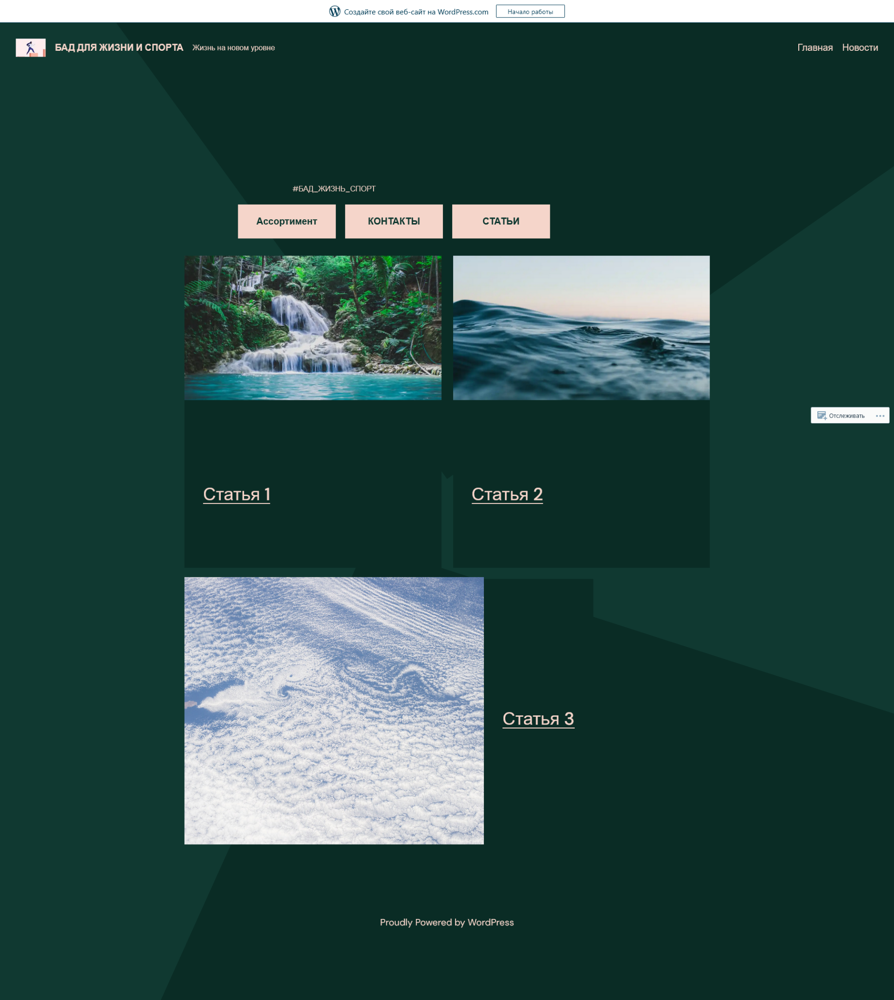 Создайте свой веб-сайт на WordPress.com
Начало работы
БАД ДЛЯ ЖИЗНИ И СПОРТА
Жизнь на новом уровне
Главная
Новости
#БАД_ЖИЗНЬ_СПОРТ
Ассортимент
КОНТАКТЫ
СТАТЬИ
Отслеживать
Статья 1
Статья 2
Статья 3
Proudly Powered by WordPress